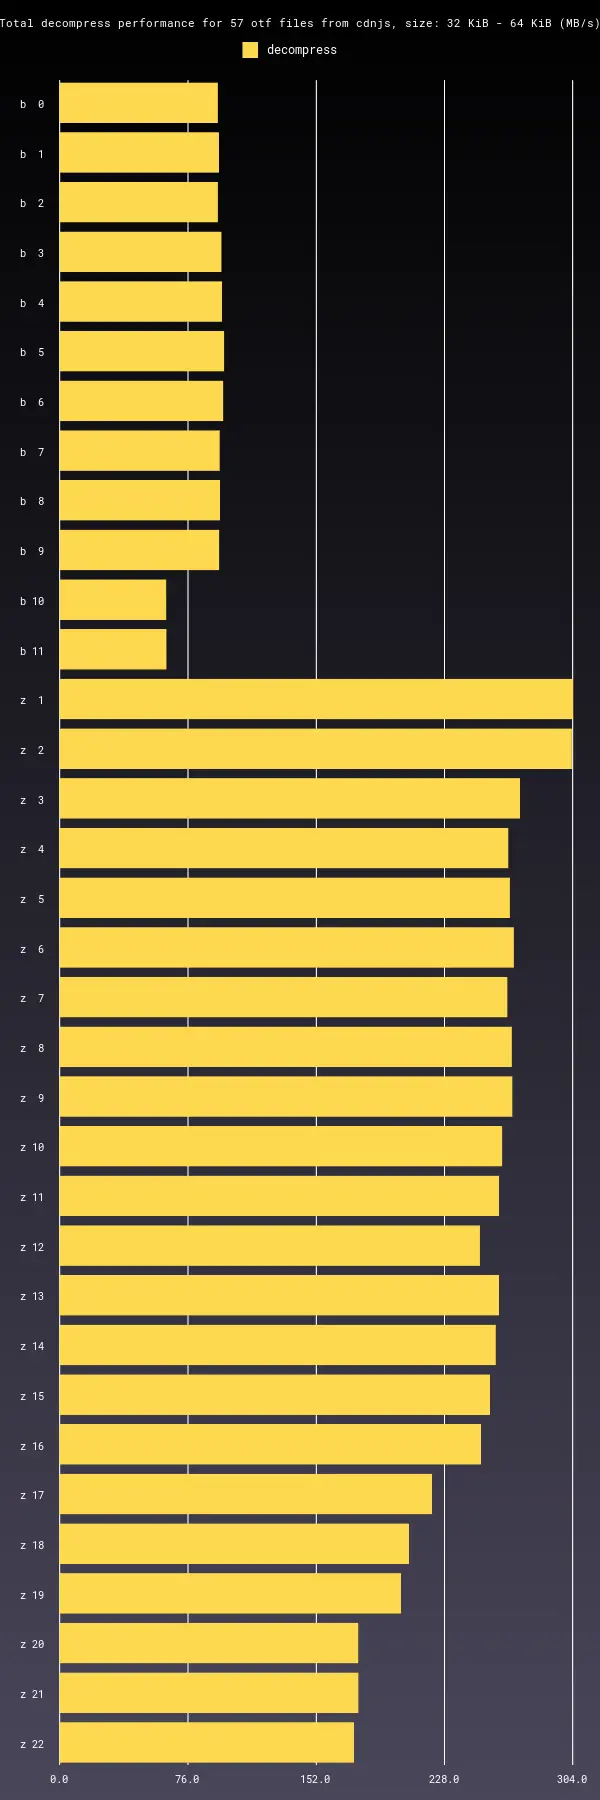 Total decompress performance for 57 otf files from cdnjs, size: 32 KiB - 64 KiB (MB/s)
decompress
b 0
b 1
b 2
b 3
b 4
b 5
b 6
b 7
b 8
b 9
b 10
b 11
z 1
z 2
z 3
z 4
z 5
z 6
z 7
z 8
z 9
z 10
z 11
z 12
z 13
z 14
z 15
z 16
z 17
z 18
z 19
z 20
z 21
z 22
0.0 76.0 152.0 228.0 304.0